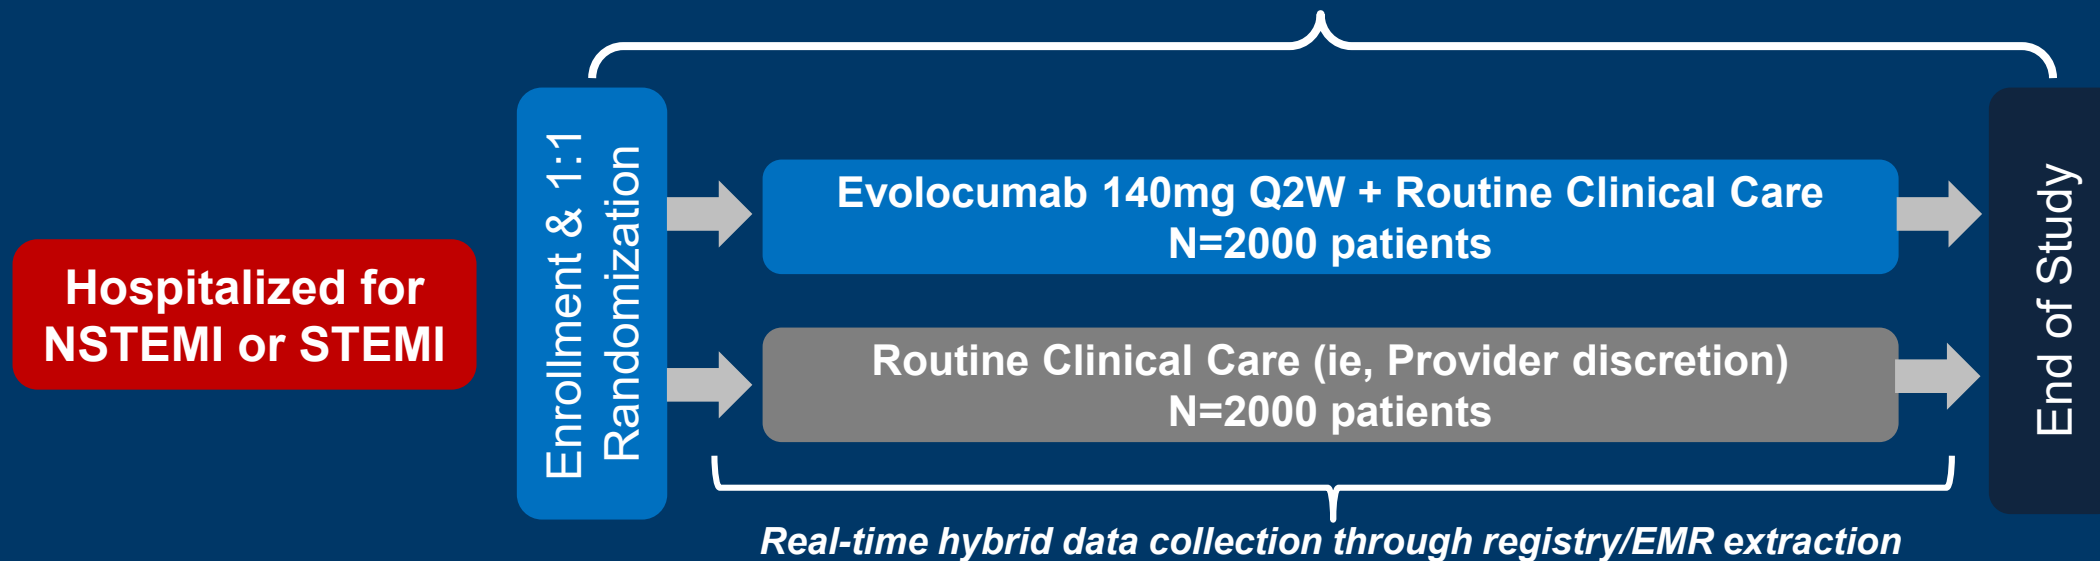 Hospitalized for
NSTEMI or STEMI
Enrollment & 1:1
Randomization
Evolocumab 140mg Q2W + Routine Clinical Care
N=2000 patients
Routine Clinical Care (ie, Provider discretion)
N=2000 patients
End of Study
Real-time hybrid data collection through registry/EMR extraction